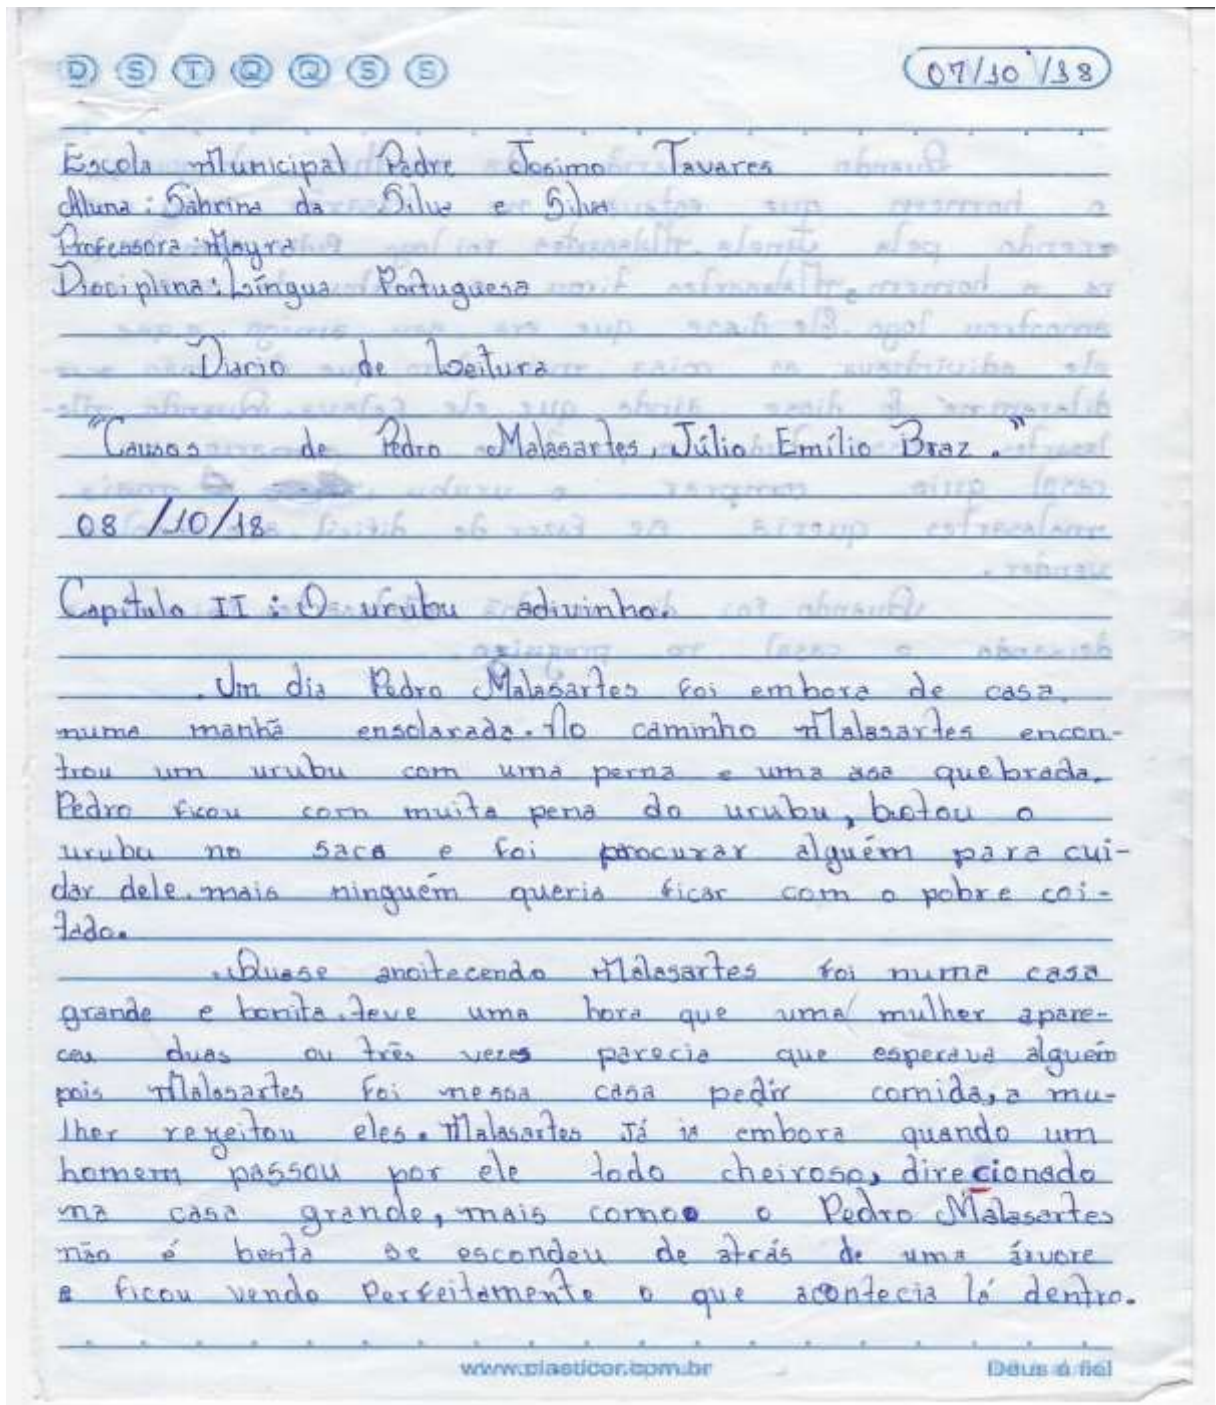 D S T Q Q S S
07/10/18
Escola Municipal Padre Josimo Tavares
Aluna: Sabrina da Silva e Silva
Professora: Mayra
Disciplina: Língua Portuguesa
Diario de Leitura
"Causos de Pedro Malasartes, Júlio Emílio Braz."
08/10/18
Capítulo II: O urubu adivinho.
Um dia Pedro Malasartes foi embora de casa,
numa manhã ensolarada. No caminho Malasartes encon-
trou um urubu com uma perna e uma asa quebrada.
Pedro ficou com muita pena do urubu, botou o
urubu no saco e foi procurar alguém para cui-
dar dele. mais ninguém queria ficar com o pobre coi-
tado.
Quase anoitecendo Malasartes foi numa casa
grande e bonita. teve uma hora que uma mulher apare-
ceu duas ou três vezes parecia que esperava alguém
pois Malasartes foi nessa casa pedir comida, a mu-
lher rejeitou eles. Malasartes Já ia embora quando um
homem passou por ele todo cheiroso, direcionado
na casa grande, mais como o Pedro Malasartes
não é besta se escondeu de atrás de uma árvore
e ficou vendo perfeitamente o que acontecia lá dentro.
www.plasticor.com.br
Deus é fiel